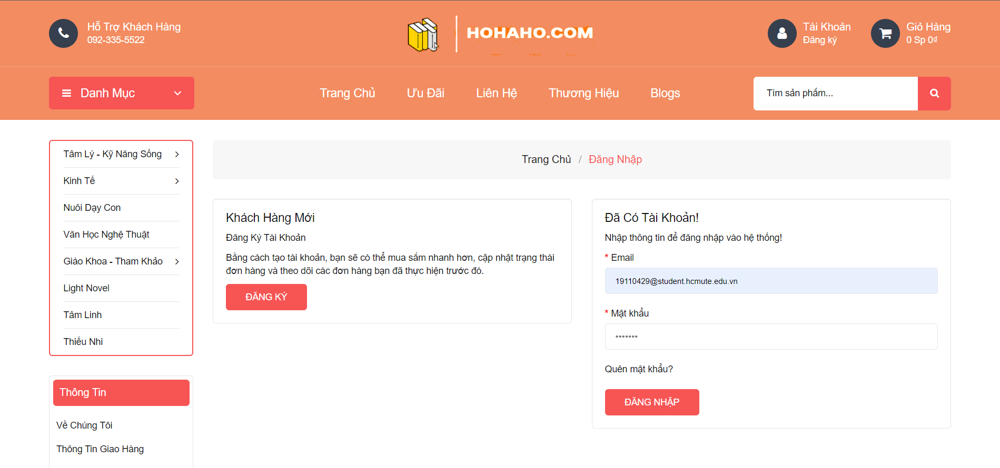 Hỗ Trợ Khách Hàng
092-335-5522
HOHAHO.COM
Tài Khoản
Đăng ký
Giỏ Hàng
0 Sp 0₫
Danh Mục
Trang Chủ
Ưu Đãi
Liên Hệ
Thương Hiệu
Blogs
Tìm sản phẩm...
Tâm Lý - Kỹ Năng Sống
Kinh Tế
Nuôi Dạy Con
Văn Học Nghệ Thuật
Giáo Khoa - Tham Khảo
Light Novel
Tâm Linh
Thiếu Nhi
Thông Tin
Về Chúng Tôi
Thông Tin Giao Hàng
Trang Chủ / Đăng Nhập
Khách Hàng Mới
Đăng Ký Tài Khoản
Bằng cách tạo tài khoản, bạn sẽ có thể mua sắm nhanh hơn, cập nhật trạng thái
đơn hàng và theo dõi các đơn hàng bạn đã thực hiện trước đó.
ĐĂNG KÝ
Đã Có Tài Khoản!
Nhập thông tin để đăng nhập vào hệ thống!
* Email
19110429@student.hcmute.edu.vn
* Mật khẩu
•••••••
Quên mật khẩu?
ĐĂNG NHẬP